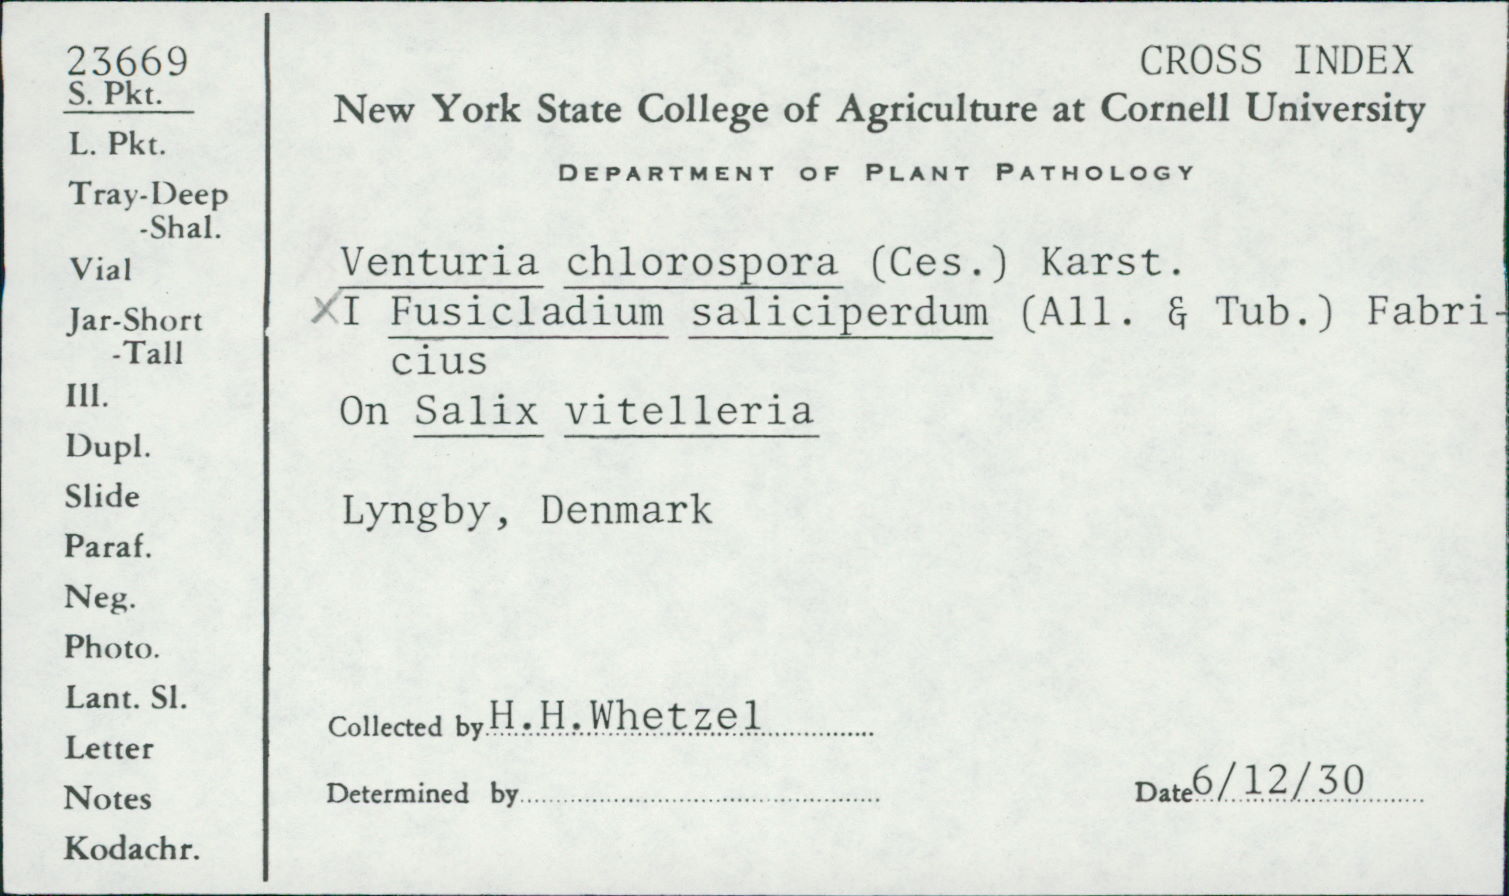 23669
S. Pkt.
L. Pkt.
Tray-Deep
-Shal.
Vial
Jar-Short
-Tall
Ill.
Dupl.
Slide
Paraf.
Neg.
Photo.
Lant. Sl.
Letter
Notes
Kodachr.
CROSS INDEX
New York State College of Agriculture at Cornell University
DEPARTMENT OF PLANT PATHOLOGY
Venturia chlorospora (Ces.) Karst.
XI Fusicladium saliciperdum (All. & Tub.) Fabri-
cius
On Salix vitelleria
Lyngby, Denmark
Collected by H.H.Whetzel
Determined by
Date 6/12/30